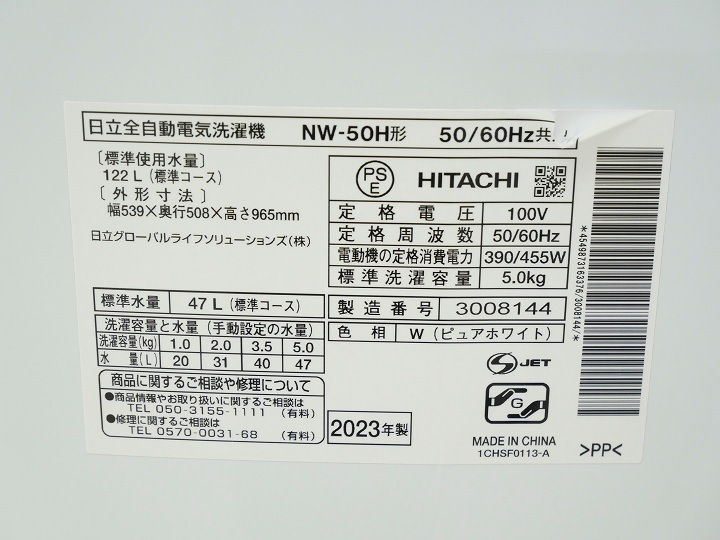 日立全自動電気洗濯機 NW-50H形 50/60Hz共
〔標準使用水量〕
122 L (標準コース)
〔外形寸法〕
幅539×奥行508×高さ965mm
日立グローバルライフソリューションズ(株)
PSE HITACHI
定格電圧 100V
定格周波数 50/60Hz
電動機の定格消費電力 390/455W
標準洗濯容量 5.0kg
製造番号 3008144
色相 W (ピュアホワイト)
標準水量 47 L (標準コース)
洗濯容量と水量 (手動設定の水量)
洗濯容量(kg) 1.0 2.0 3.5 5.0
水量(L) 20 31 40 47
商品に関するご相談や修理について
●商品情報やお取り扱いに関するご相談は
TEL 050-3155-1111 (有料)
●修理に関するご相談は
TEL 0570-0031-68 (有料)
2023年製
S JET
G
MADE IN CHINA
1CHSF0113-A
>PP<
*4549873163376/3008144/*